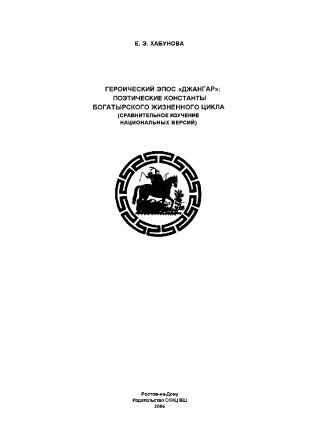 Е. Э. ХАБУНОВА
ГЕРОИЧЕСКИЙ ЭПОС «ДЖАНГАР»:
ПОЭТИЧЕСКИЕ КОНСТАНТЫ
БОГАТЫРСКОГО ЖИЗНЕННОГО ЦИКЛА
(СРАВНИТЕЛЬНОЕ ИЗУЧЕНИЕ
НАЦИОНАЛЬНЫХ ВЕРСИЙ)
Ростов-на-Дону
Издательство СКНЦ ВШ
2006